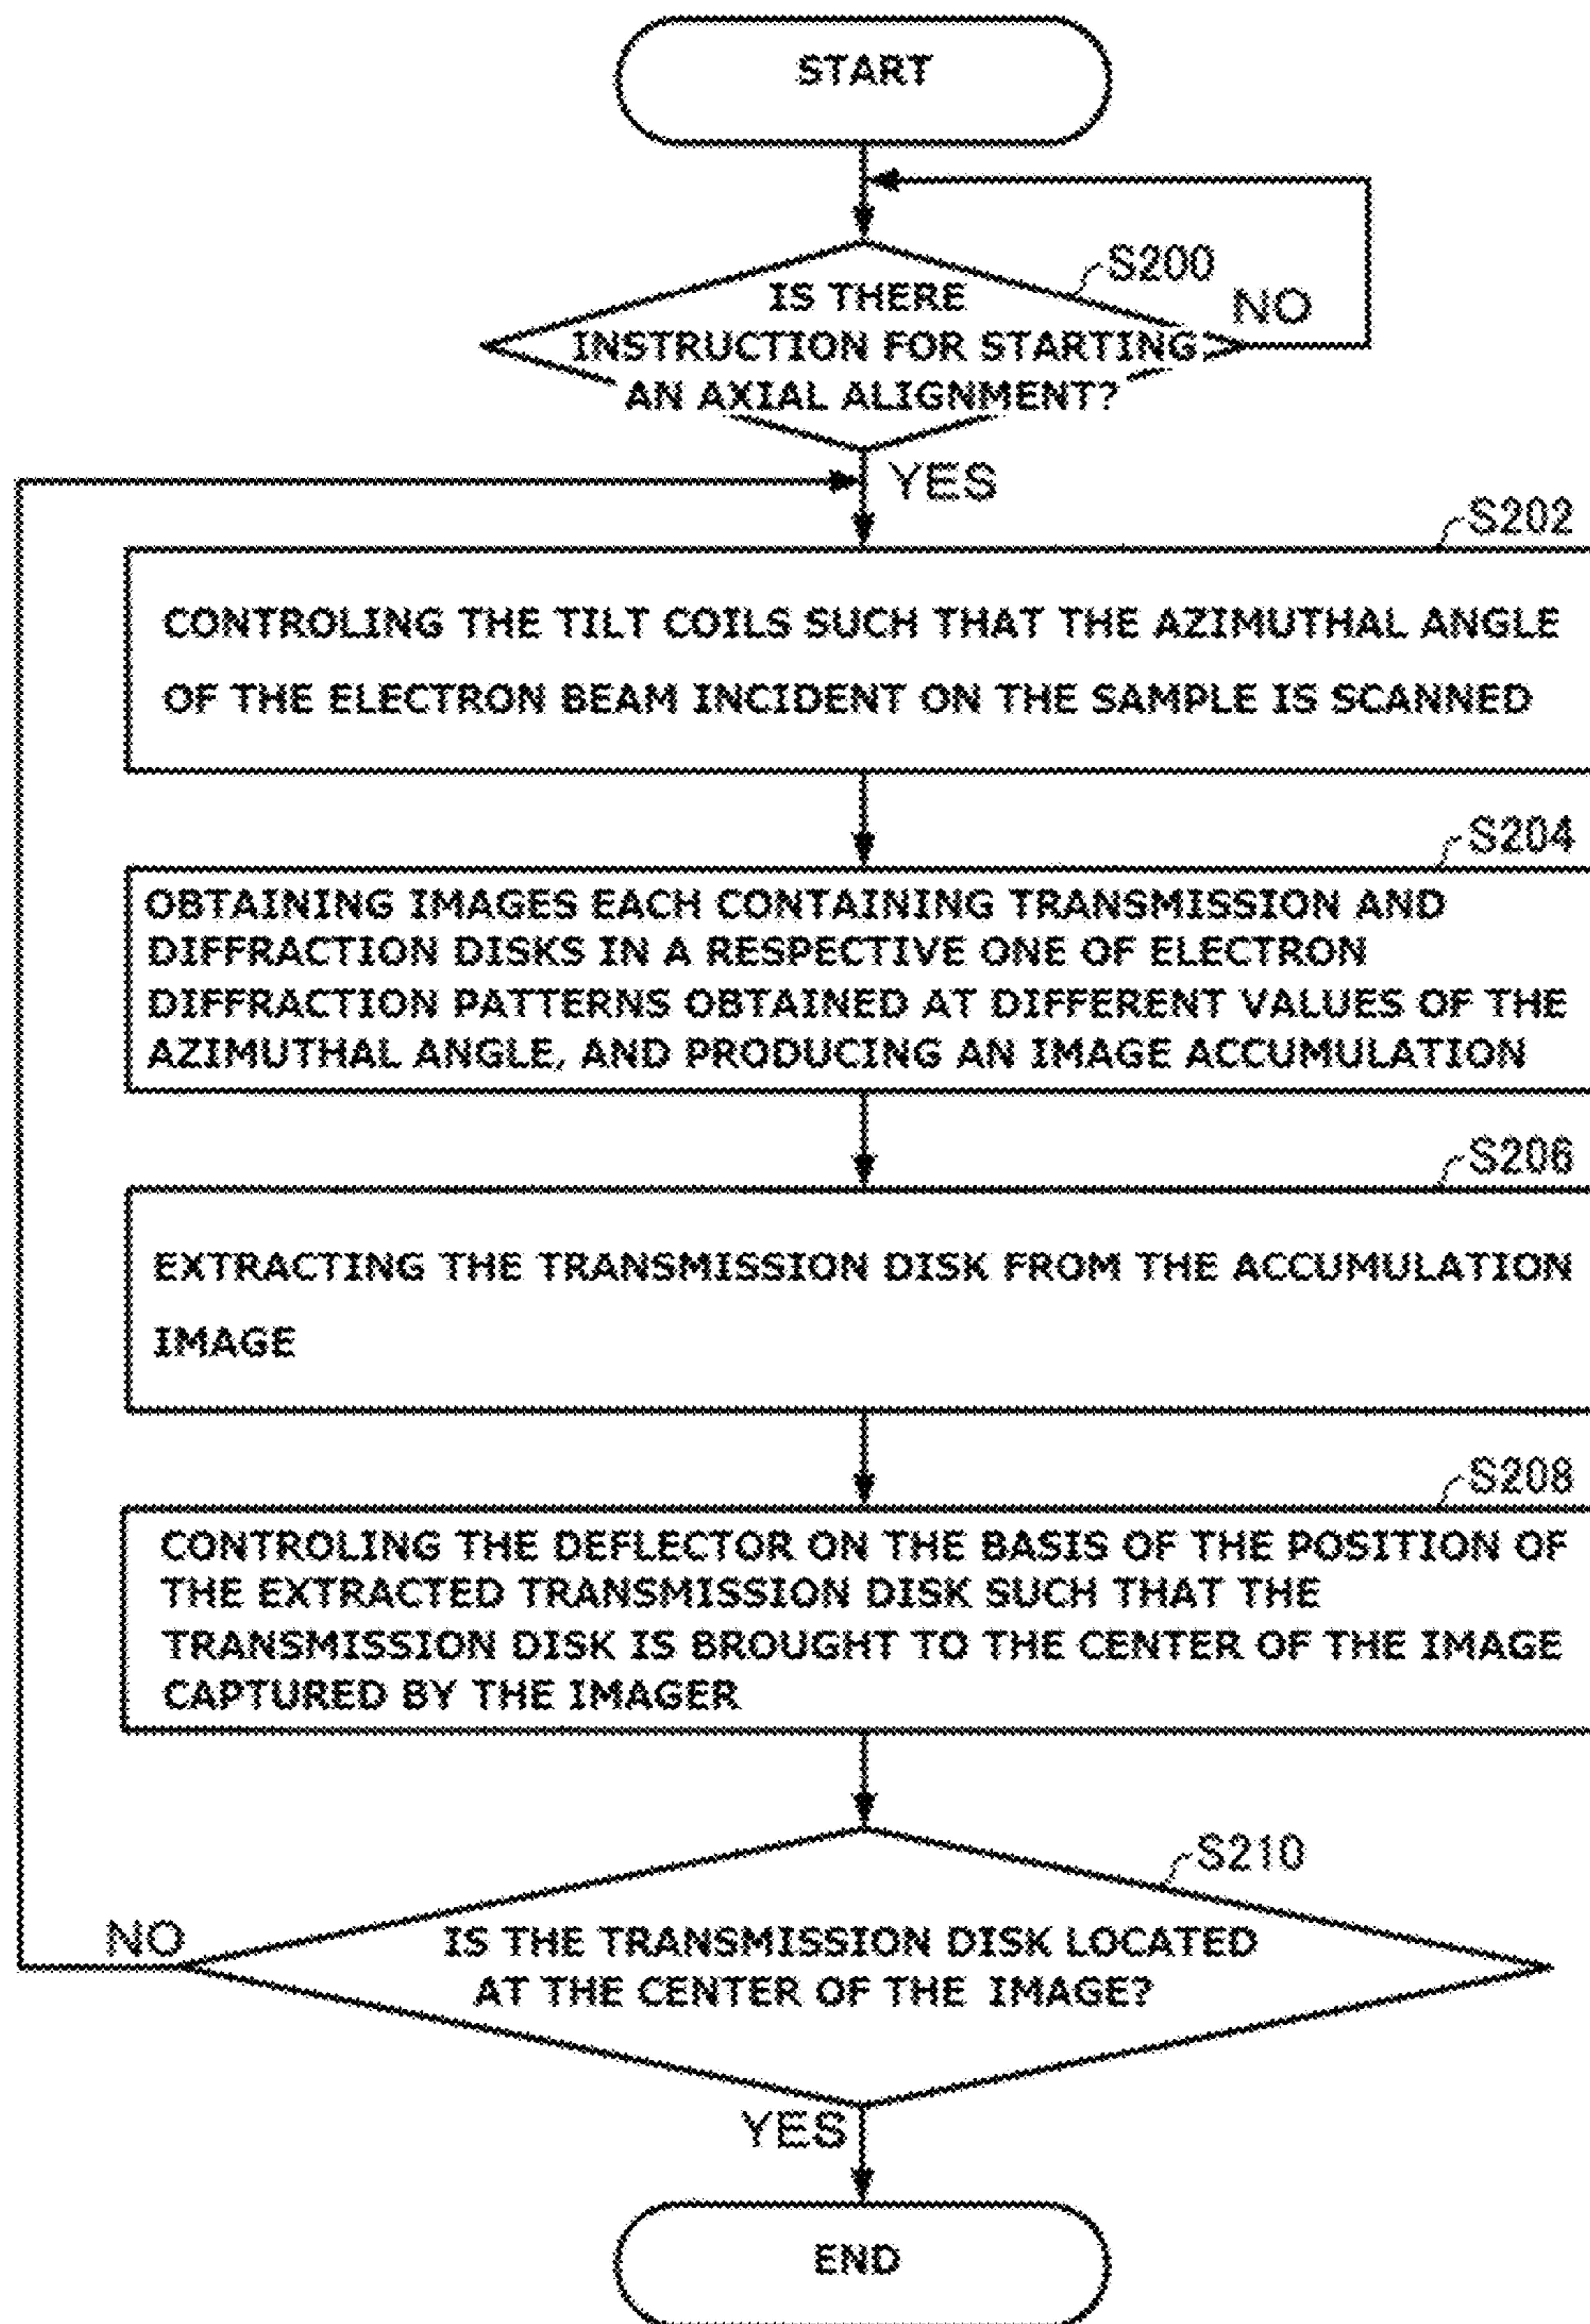 START
S200
IS THERE
NO
INSTRUCTION FOR STARTING
AN AXIAL ALIGNMENT?
YES
S202
CONTROLING THE TILT COILS SUCH THAT THE AZIMUTHAL ANGLE
OF THE ELECTRON BEAM INCIDENT ON THE SAMPLE IS SCANNED
S204
OBTAINING IMAGES EACH CONTAINING TRANSMISSION AND
DIFFRACTION DISKS IN A RESPECTIVE ONE OF ELECTRON
DIFFRACTION PATTERNS OBTAINED AT DIFFERENT VALUES OF THE
AZIMUTHAL ANGLE, AND PRODUCING AN IMAGE ACCUMULATION
S206
EXTRACTING THE TRANSMISSION DISK FROM THE ACCUMULATION
IMAGE
S208
CONTROLING THE DEFLECTOR ON THE BASIS OF THE POSITION OF
THE EXTRACTED TRANSMISSION DISK SUCH THAT THE
TRANSMISSION DISK IS BROUGHT TO THE CENTER OF THE IMAGE
CAPTURED BY THE IMAGER
S210
NO
IS THE TRANSMISSION DISK LOCATED
AT THE CENTER OF THE IMAGE?
YES
END